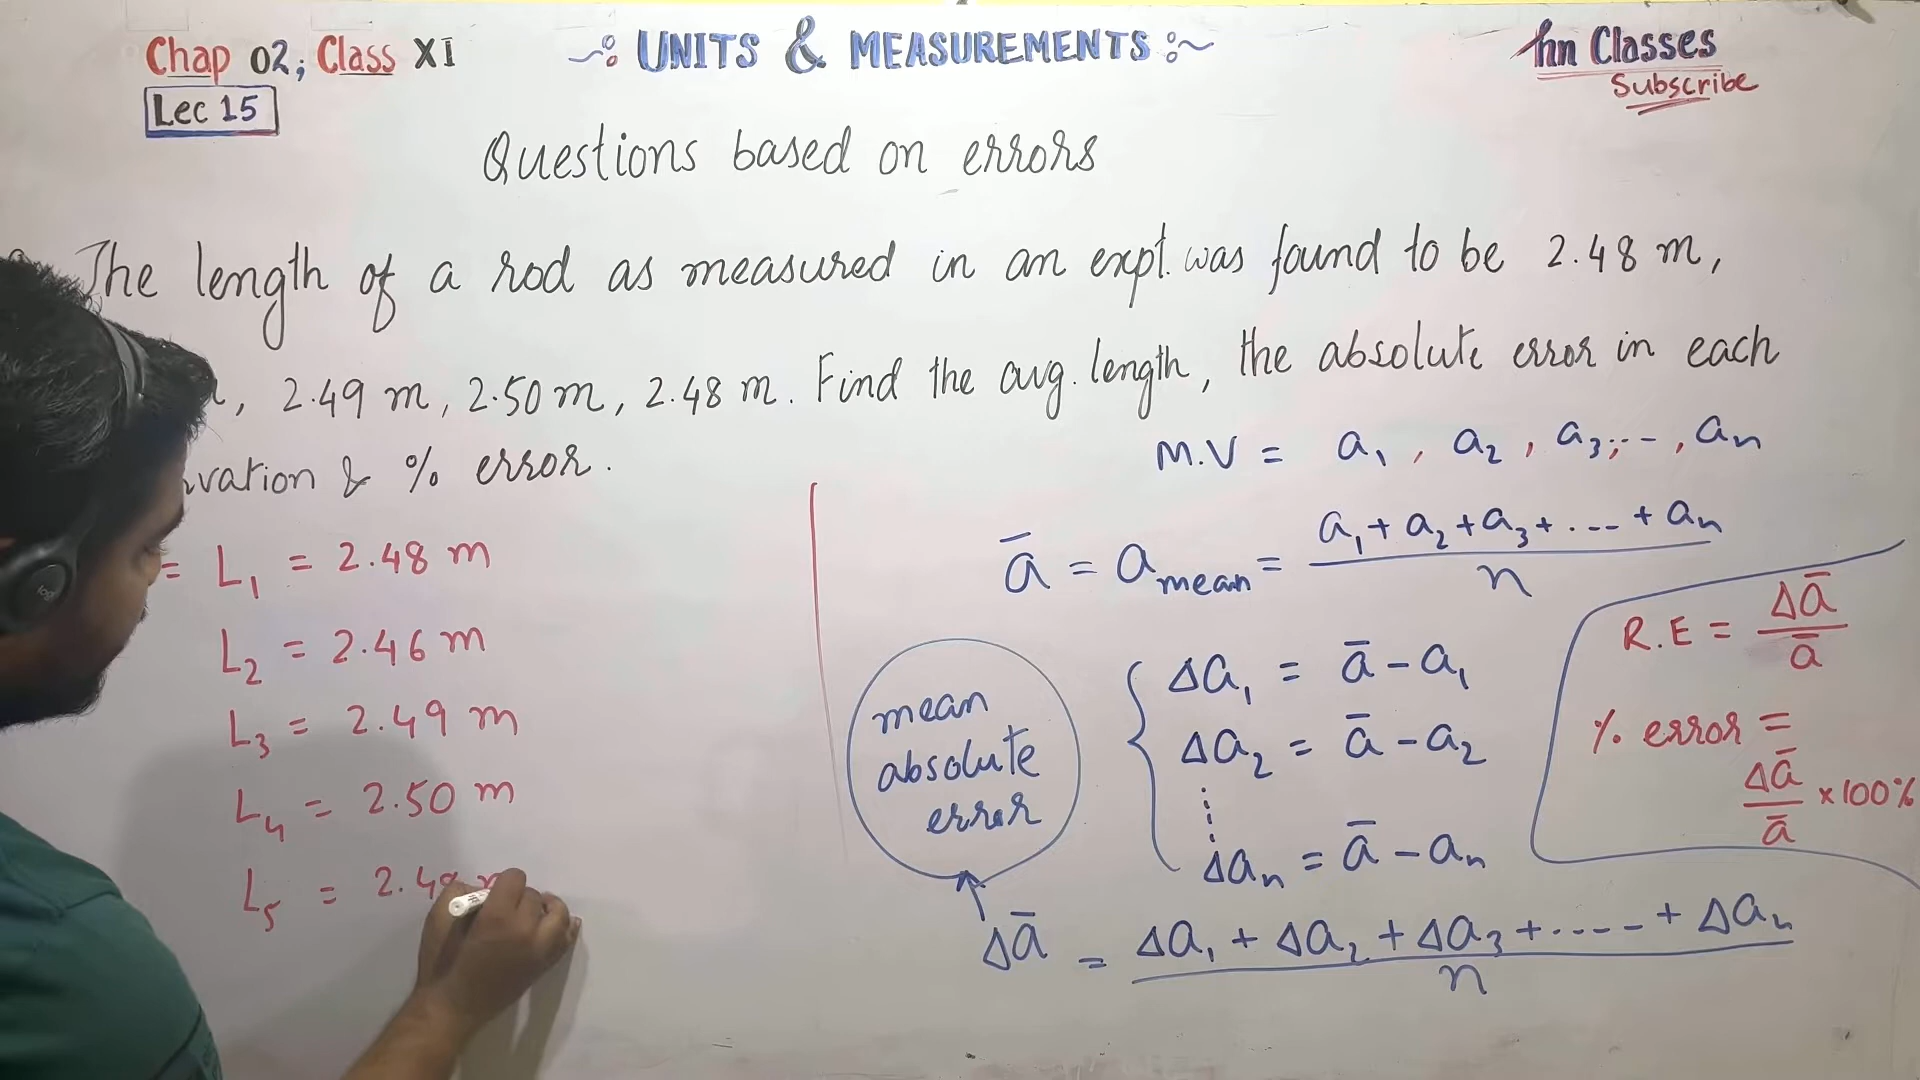 Chap 02; Class XI
Lec 15
~: UNITS & MEASUREMENTS :~
hn Classes
Subscribe
Questions based on errors
The length of a rod as measured in an expt. was found to be 2.48 m,
, 2.49 m, 2.50 m, 2.48 m. Find the avg. length, the absolute error in each
vation & % error.
= L₁ = 2.48 m
L₂ = 2.46 m
L₃ = 2.49 m
L₄ = 2.50 m
L₅ = 2.48
M.V = a₁, a₂, a₃,--, aₙ
ā = a mean = a₁ + a₂ + a₃ + .... + aₙ / n
mean
absolute
error
Δa₁ = ā - a₁
Δa₂ = ā - a₂
⋮
Δaₙ = ā - aₙ
Δā = Δa₁ + Δa₂ + Δa₃ + ..... + Δaₙ / n
R.E = Δā / ā
% error =
Δā / ā × 100%